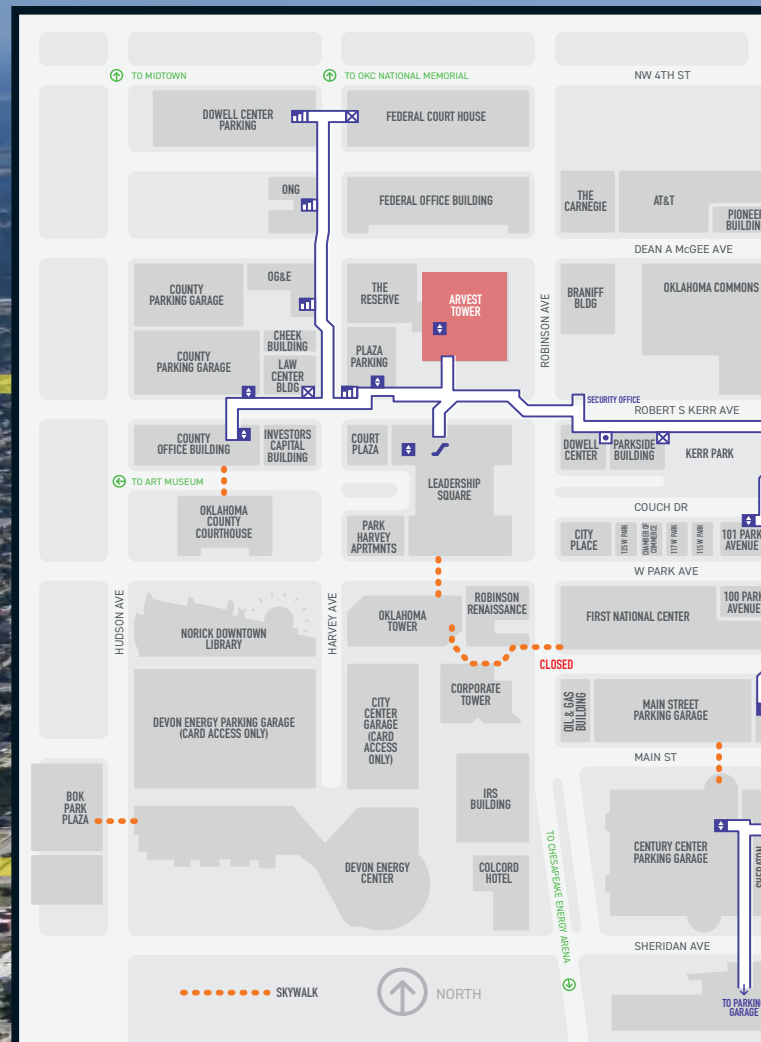 TO MIDTOWN
TO OKC NATIONAL MEMORIAL
NW 4TH ST
DOWELL CENTER
PARKING
FEDERAL COURT HOUSE
ONG
FEDERAL OFFICE BUILDING
THE
CARNEGIE
AT&T
PIONEE
BUILDIN
DEAN A McGEE AVE
COUNTY
PARKING GARAGE
OG&E
THE
RESERVE
ARVEST
TOWER
ROBINSON AVE
BRANIFF
BLDG
OKLAHOMA COMMONS
COUNTY
PARKING GARAGE
CHEEK
BUILDING
LAW
CENTER
BLDG
PLAZA
PARKING
SECURITY OFFICE
ROBERT S KERR AVE
COUNTY
OFFICE BUILDING
INVESTORS
CAPITAL
BUILDING
COURT
PLAZA
DOWELL
CENTER
PARKSIDE
BUILDING
KERR PARK
TO ART MUSEUM
LEADERSHIP
SQUARE
COUCH DR
OKLAHOMA
COUNTY
COURTHOUSE
PARK
HARVEY
APRTMNTS
CITY
PLACE
125 W PARK
CHAMBER OF
COMMERCE
117 W PARK
115 W PARK
101 PARK
AVENUE
W PARK AVE
HUDSON AVE
HARVEY AVE
NORICK DOWNTOWN
LIBRARY
OKLAHOMA
TOWER
ROBINSON
RENAISSANCE
FIRST NATIONAL CENTER
100 PARK
AVENUE
CLOSED
DEVON ENERGY PARKING GARAGE
(CARD ACCESS ONLY)
CITY
CENTER
GARAGE
(CARD
ACCESS
ONLY)
CORPORATE
TOWER
OIL & GAS
BUILDING
MAIN STREET
PARKING GARAGE
MAIN ST
BOK
PARK
PLAZA
IRS
BUILDING
DEVON ENERGY
CENTER
COLCORD
HOTEL
TO CHESAPEAKE ENERGY ARENA
CENTURY CENTER
PARKING GARAGE
SHERATON
SHERIDAN AVE
SKYWALK
NORTH
TO PARKING
GARAGE